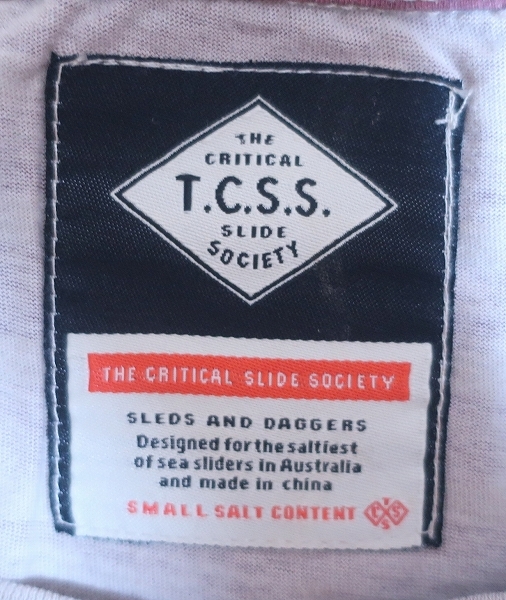 THE
CRITICAL
T.C.S.S.
SLIDE
SOCIETY
THE CRITICAL SLIDE SOCIETY
SLEDS AND DAGGERS
Designed for the saltiest
of sea sliders in Australia
and made in china
SMALL SALT CONTENT
T
C S
S